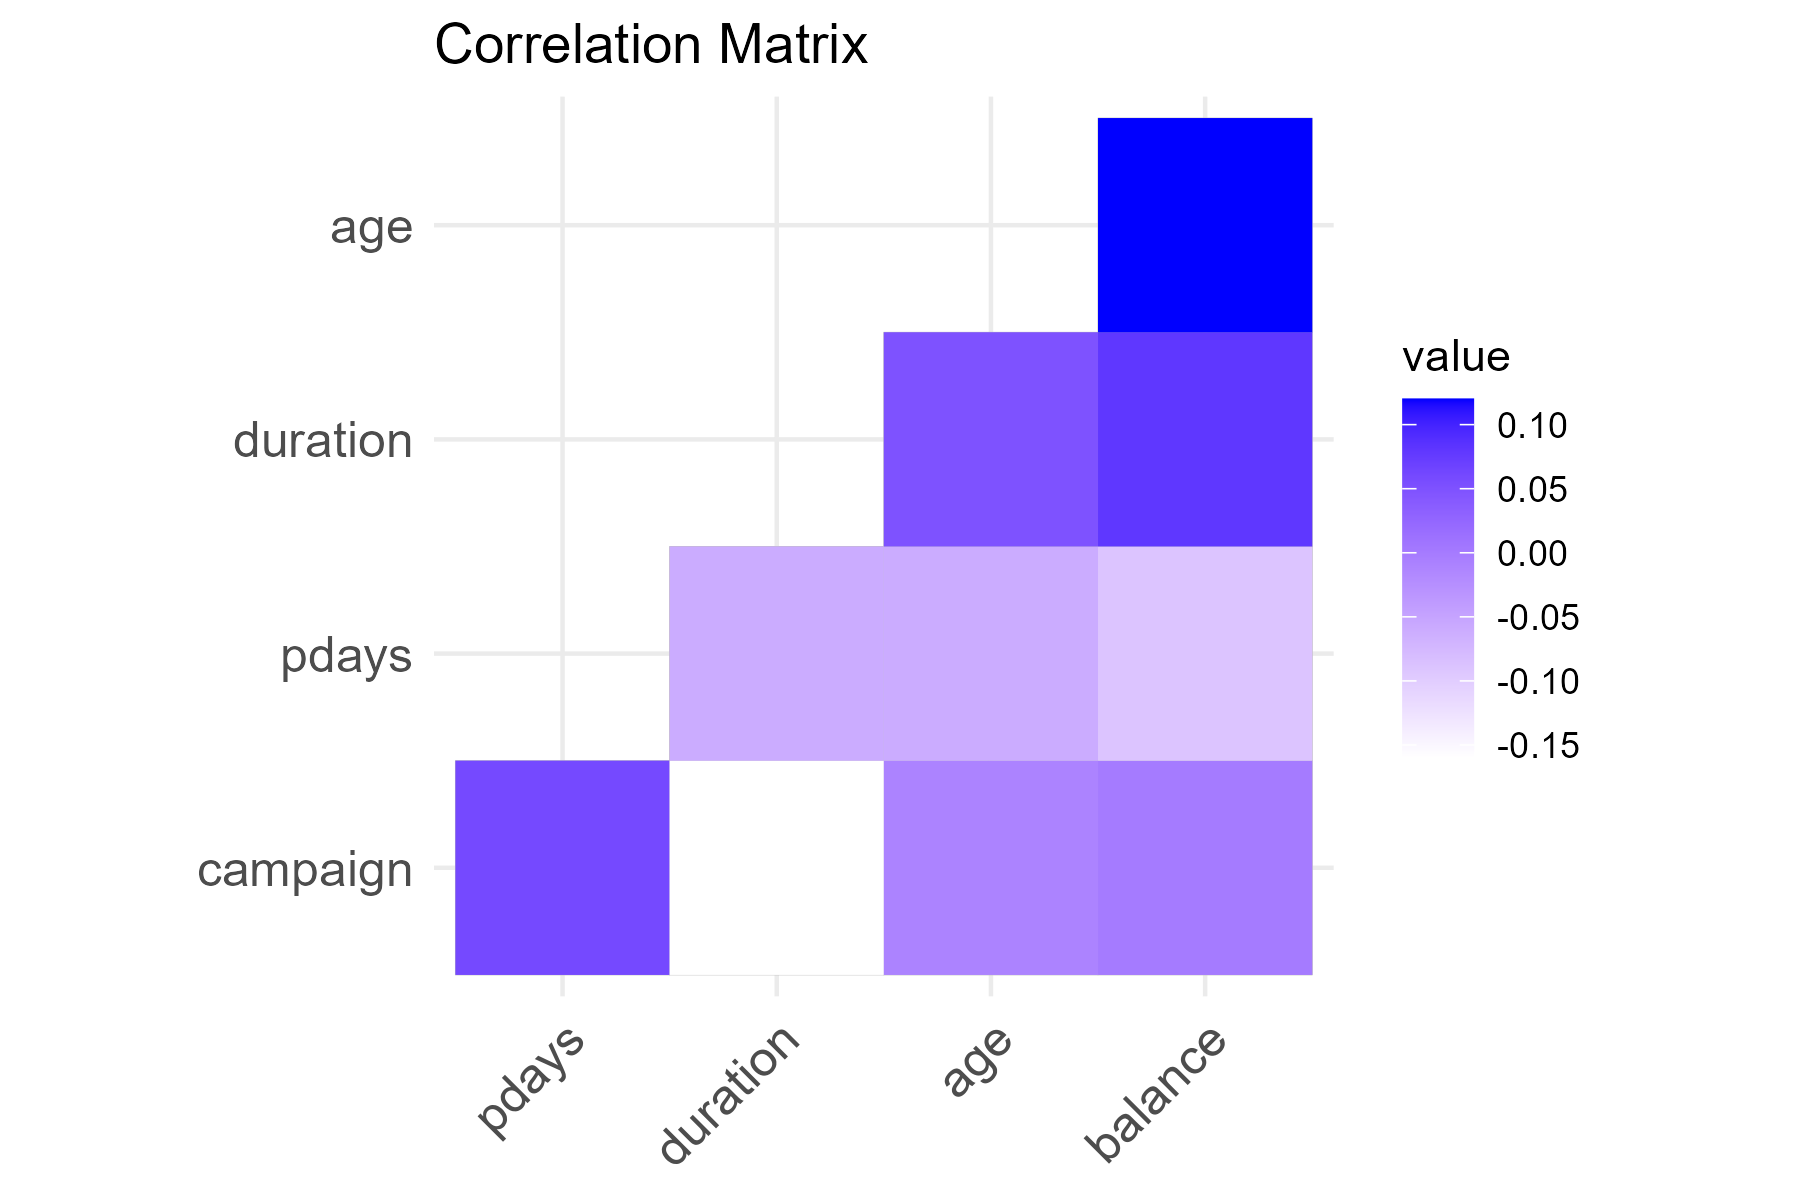 Correlation Matrix
age
duration
pdays
campaign
pdays
duration
age
balance
value
0.10
0.05
0.00
-0.05
-0.10
-0.15